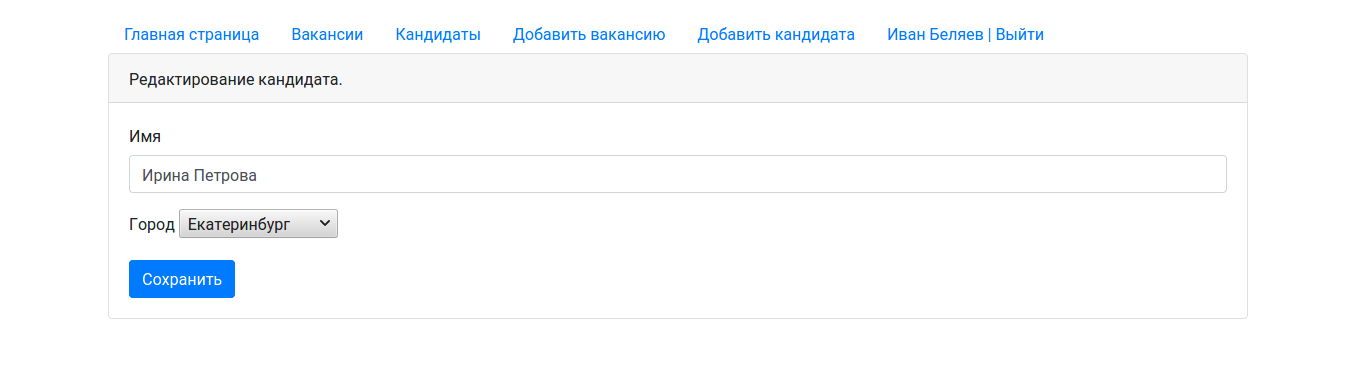 Главная страница Вакансии Кандидаты Добавить вакансию Добавить кандидата Иван Беляев | Выйти
Редактирование кандидата.
Имя
Ирина Петрова
Город Екатеринбург
Сохранить